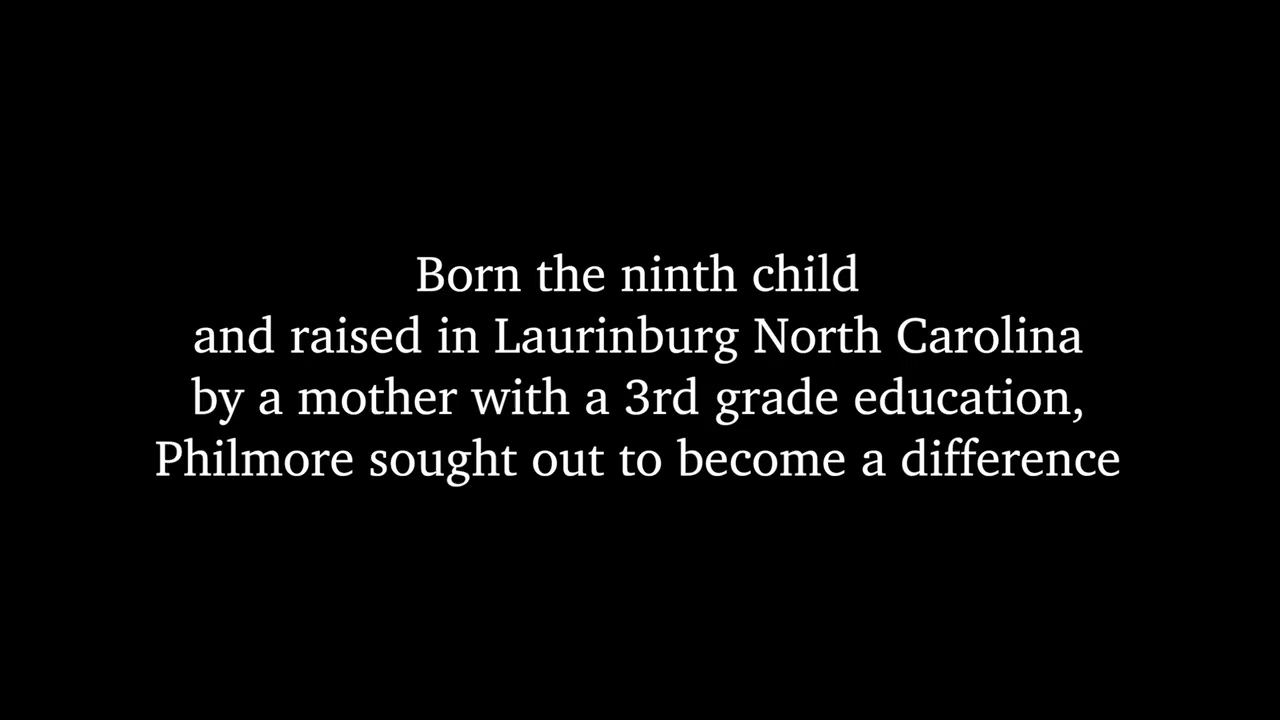 Born the ninth child
and raised in Laurinburg North Carolina
by a mother with a 3rd grade education,
Philmore sought out to become a difference